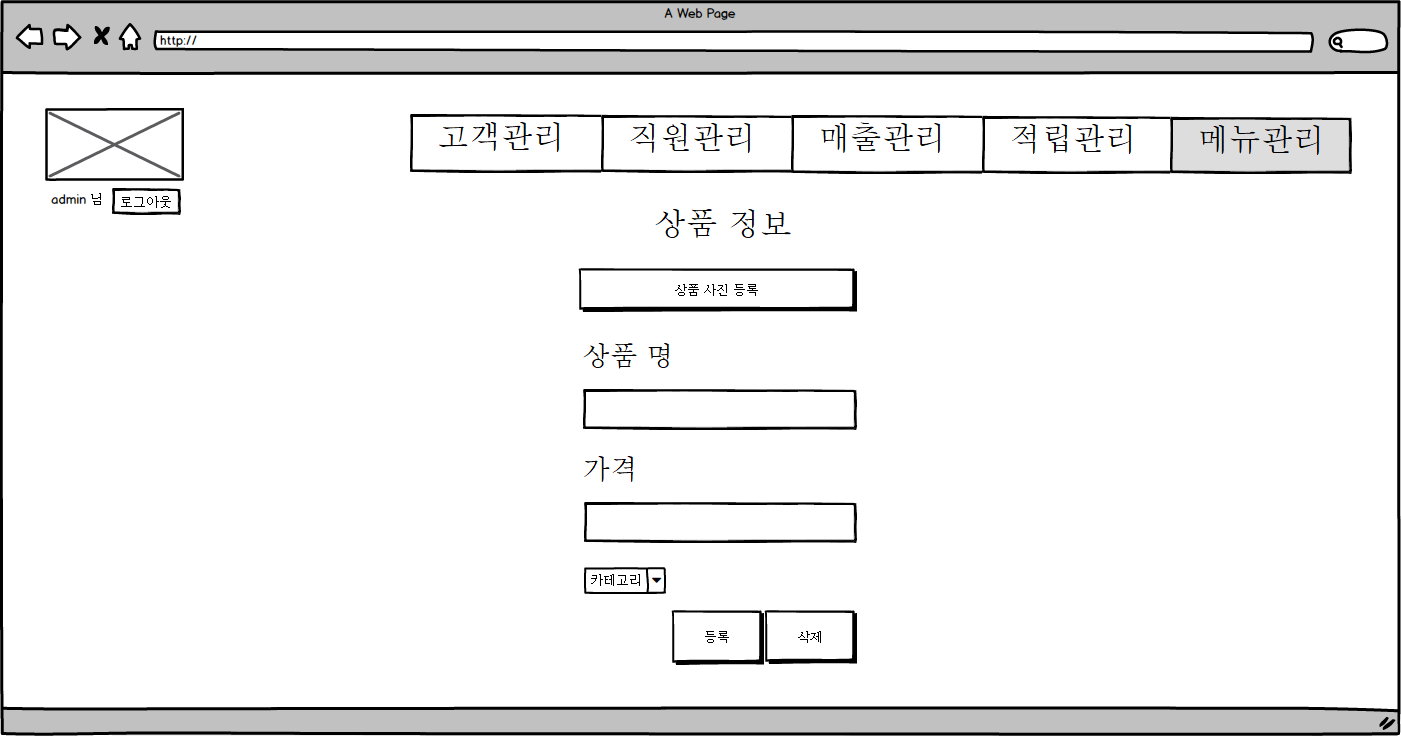 A Web Page
http://
고객관리 직원관리 매출관리 적립관리 메뉴관리
admin 님 로그아웃
상품 정보
상품 사진 등록
상품 명
가격
카테고리
등록 삭제